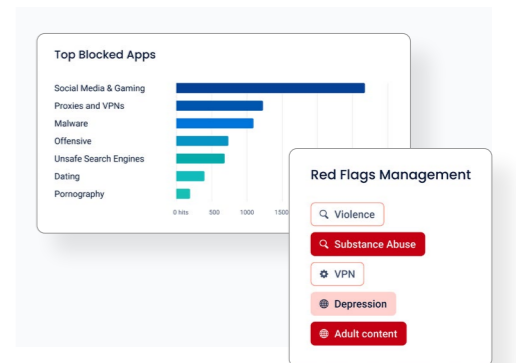 Top Blocked Apps
Social Media & Gaming
Proxies and VPNs
Malware
Offensive
Unsafe Search Engines
Dating
Pornography
0 hits 500 1000 1500
Red Flags Management
Violence
Substance Abuse
VPN
Depression
Adult content